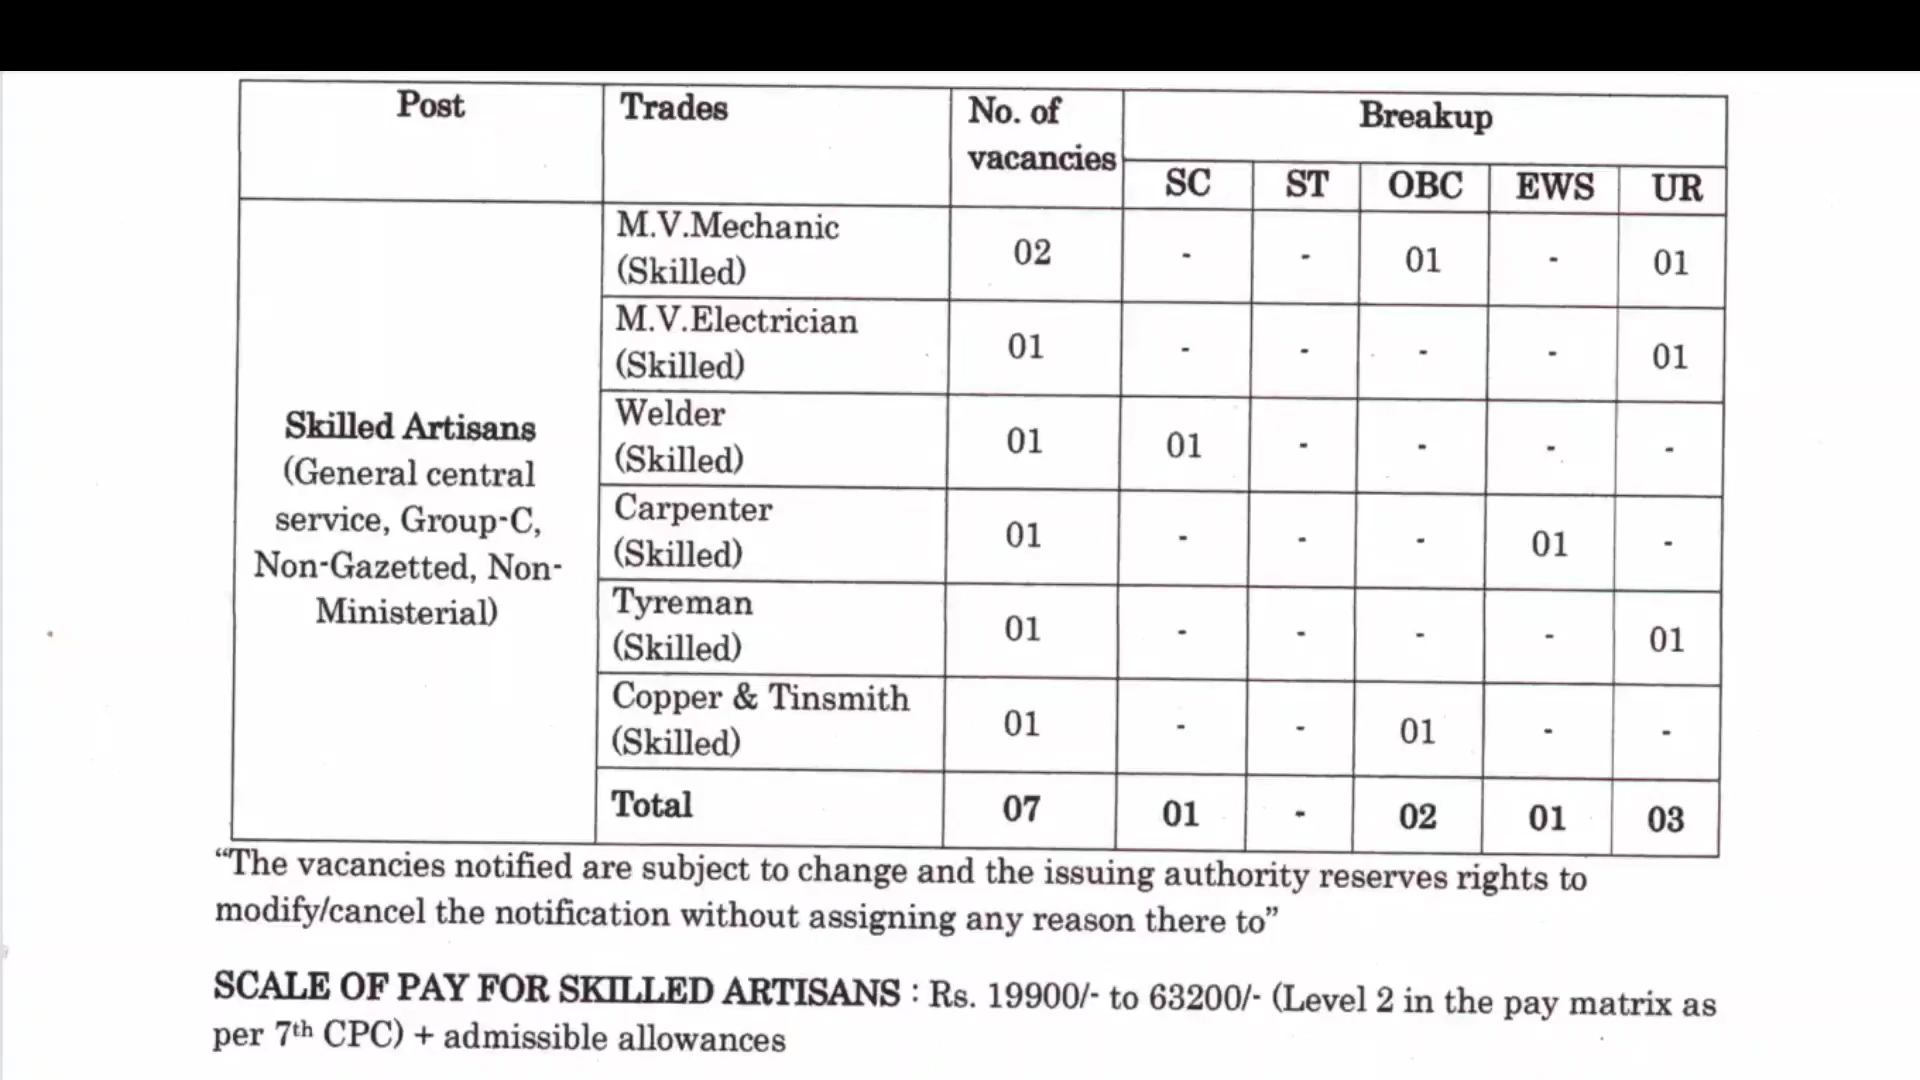 Post Trades No. of vacancies Breakup
SC ST OBC EWS UR
Skilled Artisans
(General central
service, Group-C,
Non-Gazetted, Non-
Ministerial)
M.V.Mechanic
(Skilled) 02 - - 01 - 01
M.V.Electrician
(Skilled) 01 - - - - 01
Welder
(Skilled) 01 01 - - - -
Carpenter
(Skilled) 01 - - - 01 -
Tyreman
(Skilled) 01 - - - - 01
Copper & Tinsmith
(Skilled) 01 - - 01 - -
Total 07 01 - 02 01 03
“The vacancies notified are subject to change and the issuing authority reserves rights to
modify/cancel the notification without assigning any reason there to”
SCALE OF PAY FOR SKILLED ARTISANS : Rs. 19900/- to 63200/- (Level 2 in the pay matrix as
per 7th CPC) + admissible allowances